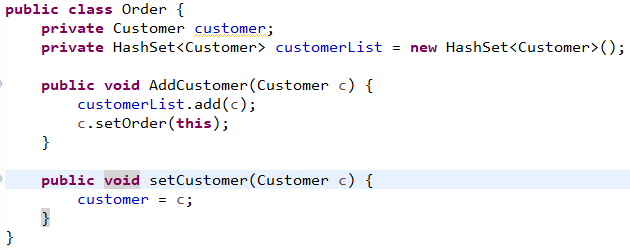 public class Order {
    private Customer customer;
    private HashSet<Customer> customerList = new HashSet<Customer>();
    public void AddCustomer(Customer c) {
        customerList.add(c);
        c.setOrder(this);
    }
    public void setCustomer(Customer c) {
        customer = c;
    }
}